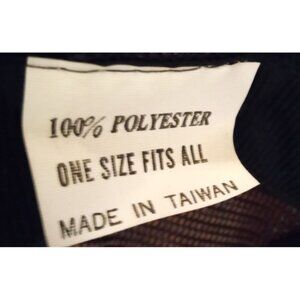 100% POLYESTER
ONE SIZE FITS ALL
MADE IN TAIWAN